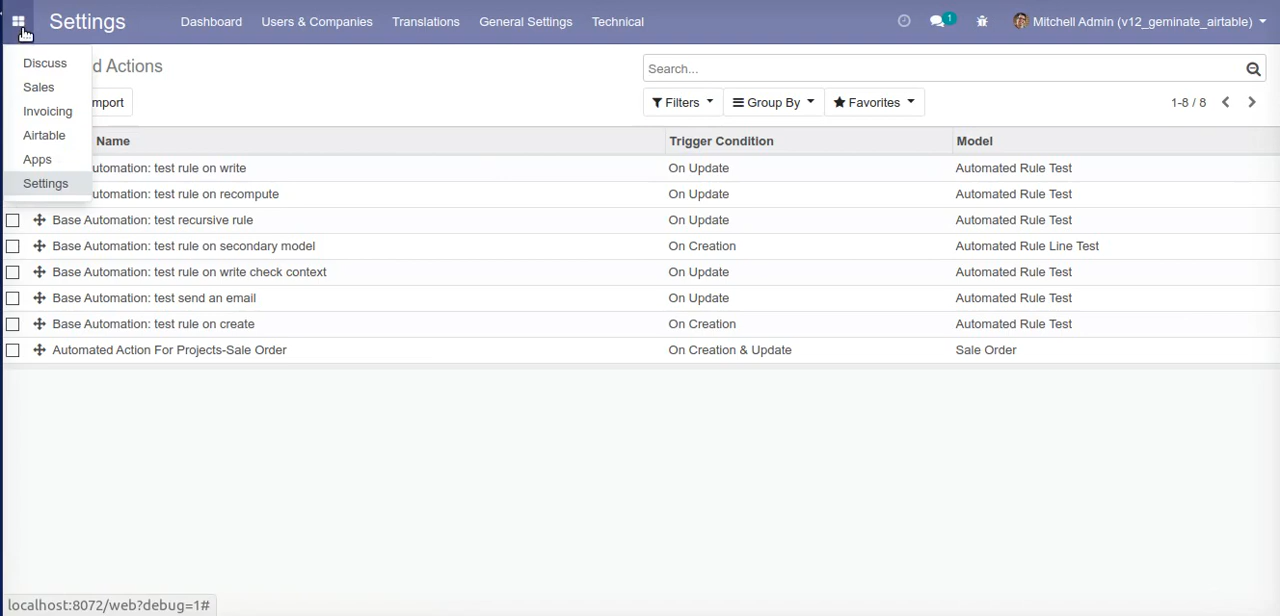 Settings Dashboard Users & Companies Translations General Settings Technical 1 Mitchell Admin (v12_geminate_airtable)
Discuss
Sales
Invoicing
Airtable
Apps
Settings
d Actions
Search...
mport
Filters Group By Favorites 1-8 / 8
Name Trigger Condition Model
utomation: test rule on write On Update Automated Rule Test
utomation: test rule on recompute On Update Automated Rule Test
Base Automation: test recursive rule On Update Automated Rule Test
Base Automation: test rule on secondary model On Creation Automated Rule Line Test
Base Automation: test rule on write check context On Update Automated Rule Test
Base Automation: test send an email On Update Automated Rule Test
Base Automation: test rule on create On Creation Automated Rule Test
Automated Action For Projects-Sale Order On Creation & Update Sale Order
localhost:8072/web?debug=1#